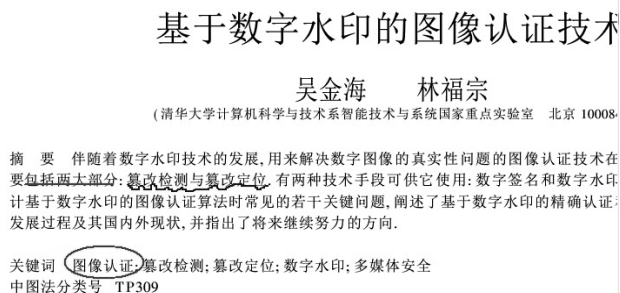 基于数字水印的图像认证技术
吴金海 林福宗
(清华大学计算机科学与技术系智能技术与系统国家重点实验室 北京 10008
摘 要 伴随着数字水印技术的发展,用来解决数字图像的真实性问题的图像认证技术在
要包括两大部分:篡改检测与篡改定位.有两种技术手段可供它使用:数字签名和数字水印
计基于数字水印的图像认证算法时常见的若干关键问题,阐述了基于数字水印的精确认证
发展过程及其国内外现状,并指出了将来继续努力的方向.
关键词 图像认证;篡改检测;篡改定位;数字水印;多媒体安全
中图法分类号 TP309